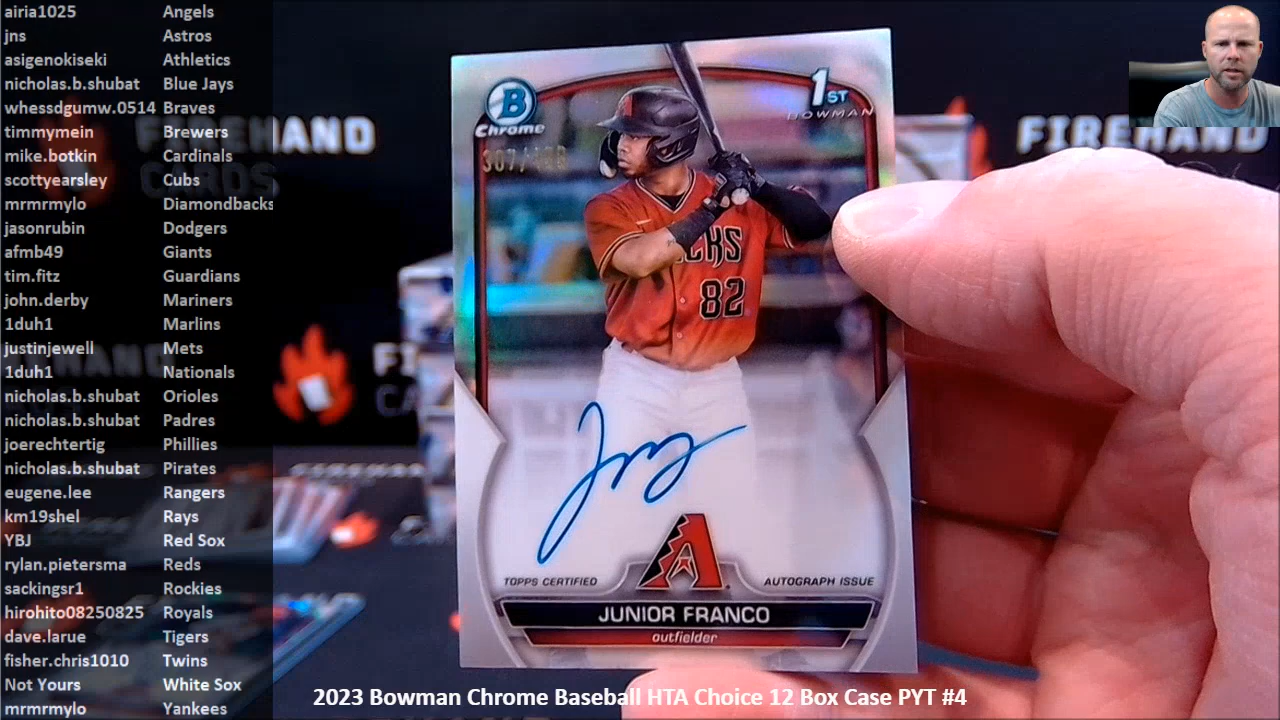 airia1025 Angels
jns Astros
asigenokiseki Athletics
nicholas.b.shubat Blue Jays
whessdgumw.0514 Braves
timmymein Brewers
mike.botkin Cardinals
scottyearsley Cubs
mrmrmylo Diamondbacks
jasonrubin Dodgers
afmb49 Giants
tim.fitz Guardians
john.derby Mariners
1duh1 Marlins
justinjewell Mets
1duh1 Nationals
nicholas.b.shubat Orioles
nicholas.b.shubat Padres
joerechtertig Phillies
nicholas.b.shubat Pirates
eugene.lee Rangers
km19shel Rays
YBJ Red Sox
rylan.pietersma Reds
sackingsr1 Rockies
hirohito08250825 Royals
dave.larue Tigers
fisher.chris1010 Twins
Not Yours White Sox
mrmrmylo Yankees
FIREHAND
CARDS
FIREHAND
B
Chrome
1ST
BOWMAN
CKS
82
A
TOPPS CERTIFIED
AUTOGRAPH ISSUE
JUNIOR FRANCO
outfielder
2023 Bowman Chrome Baseball HTA Choice 12 Box Case PYT #4